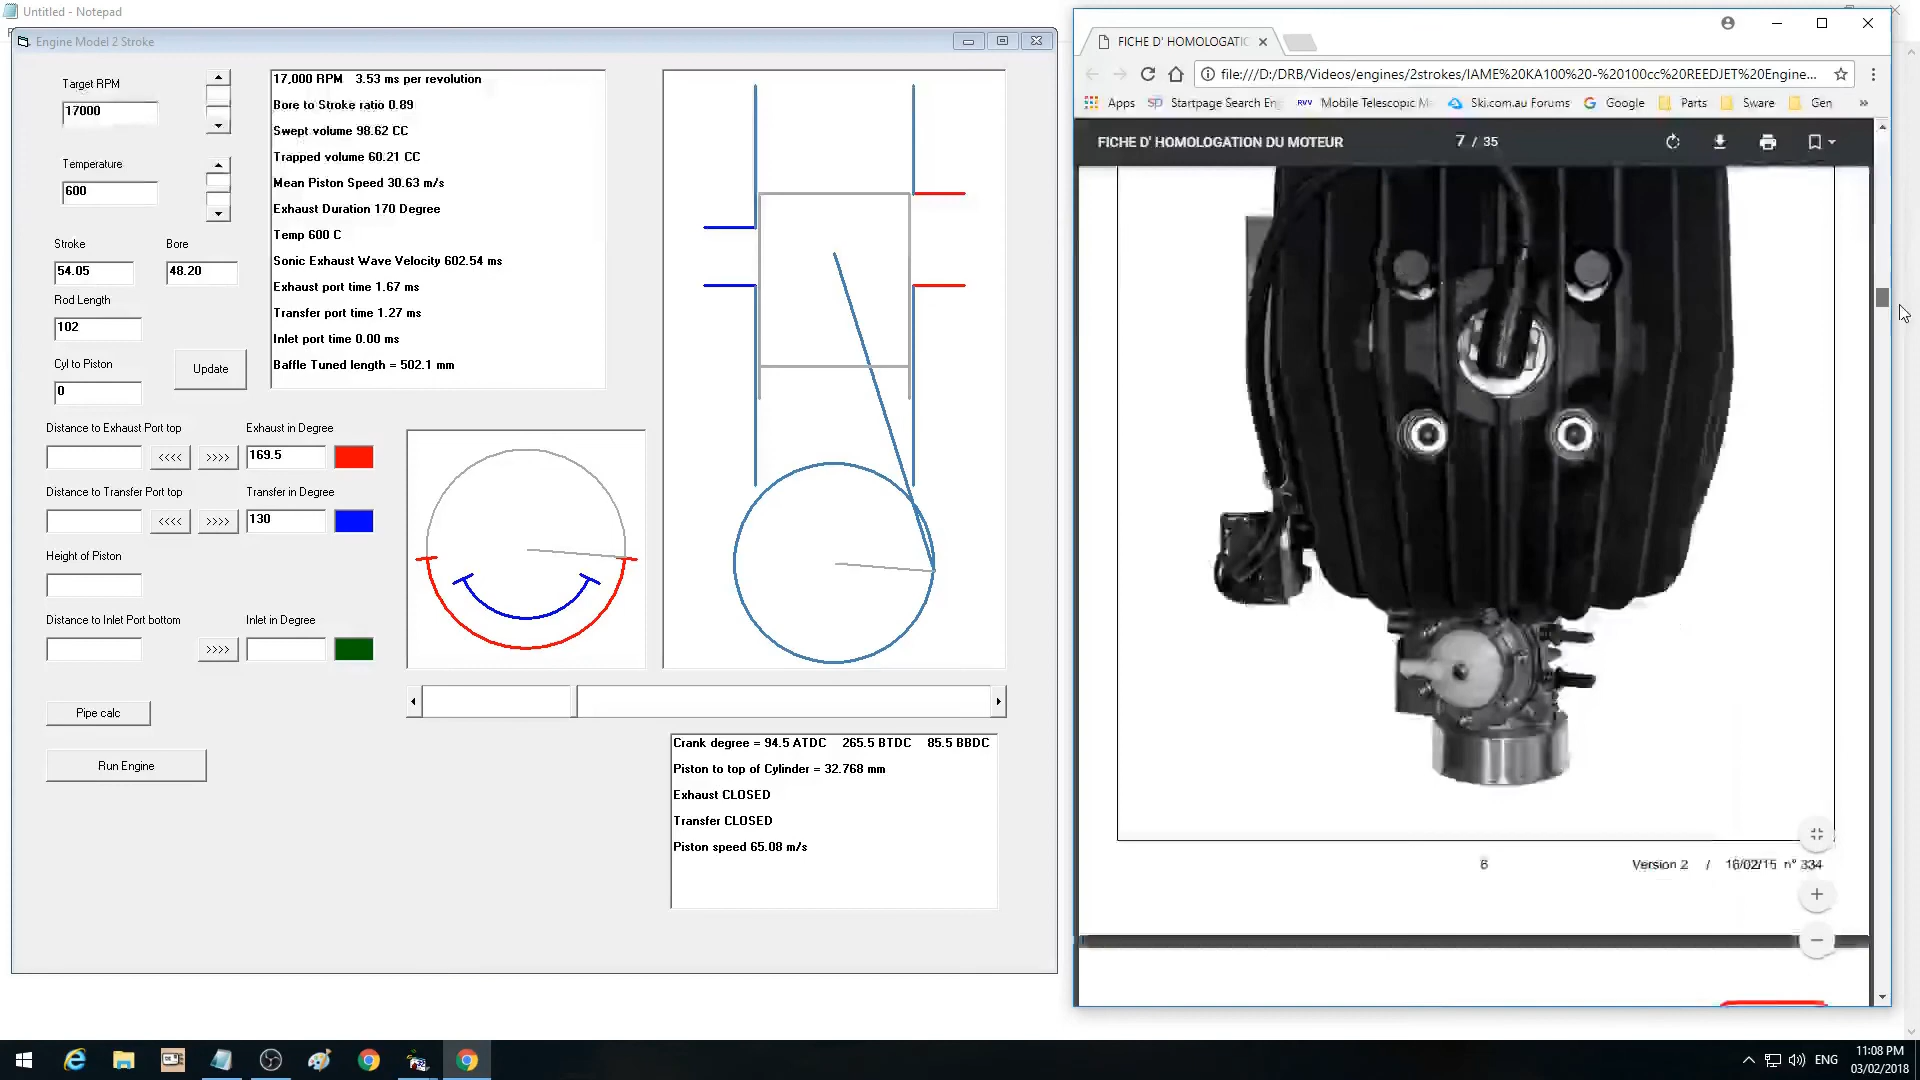 Untitled - Notepad
Engine Model 2 Stroke
Target RPM
17000
Temperature
600
Stroke
Bore
54.05
48.20
Rod Length
102
Cyl to Piston
0
Update
17,000 RPM 3.53 ms per revolution
Bore to Stroke ratio 0.89
Swept volume 98.62 CC
Trapped volume 60.21 CC
Mean Piston Speed 30.63 m/s
Exhaust Duration 170 Degree
Temp 600 C
Sonic Exhaust Wave Velocity 602.54 ms
Exhaust port time 1.67 ms
Transfer port time 1.27 ms
Inlet port time 0.00 ms
Baffle Tuned length = 502.1 mm
Distance to Exhaust Port top
Exhaust in Degree
<<<<
>>>>
169.5
Distance to Transfer Port top
Transfer in Degree
<<<<
>>>>
130
Height of Piston
Distance to Inlet Port bottom
Inlet in Degree
>>>>
Pipe calc
Run Engine
Crank degree = 94.5 ATDC 265.5 BTDC 85.5 BBDC
Piston to top of Cylinder = 32.768 mm
Exhaust CLOSED
Transfer CLOSED
Piston speed 65.08 m/s
FICHE D' HOMOLOGATIC
file:///D:/DRB/Videos/engines/2strokes/IAME%20KA100%20-%20100cc%20REEDJET%20Engine...
Apps
Startpage Search En
Mobile Telescopic M
Ski.com.au Forums
Google
Parts
Sware
Gen
»
FICHE D' HOMOLOGATION DU MOTEUR
7 / 35
6
Version 2 / 16/02/15 n° 334
ENG
11:08 PM
03/02/2018